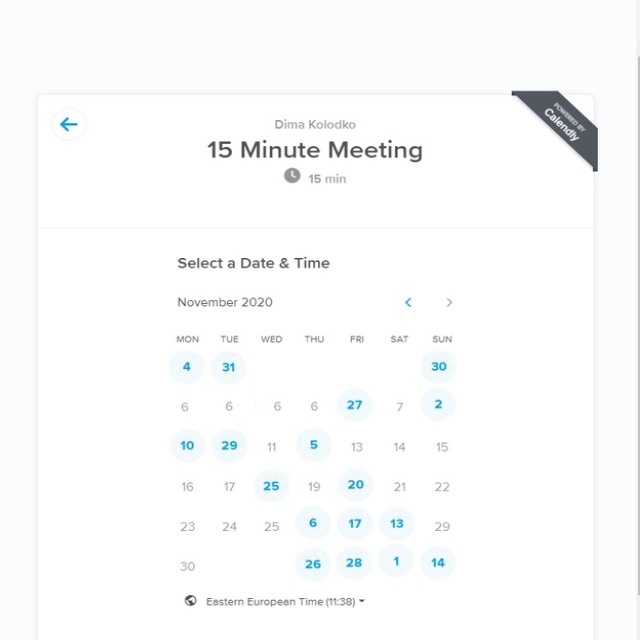 POWERED BY
Calendly
Dima Kolodko
15 Minute Meeting
15 min
Select a Date & Time
November 2020
MON TUE WED THU FRI SAT SUN
4 31 30
6 6 6 6 27 7 2
10 29 11 5 13 14 15
16 17 25 19 20 21 22
23 24 25 6 17 13 29
30 26 28 1 14
Eastern European Time (11:38)